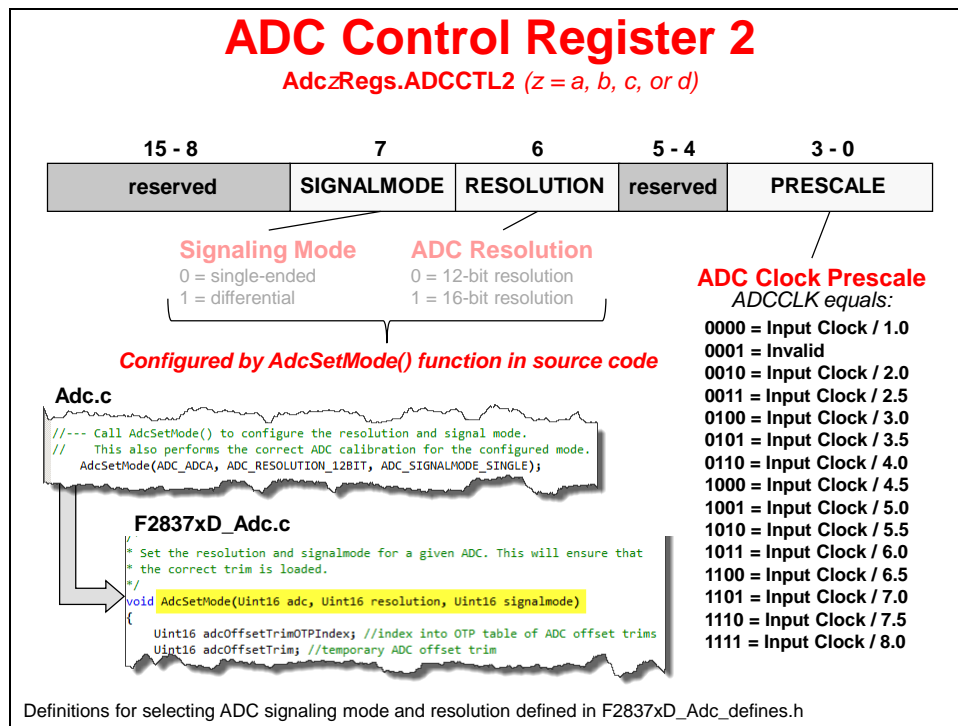 ADC Control Register 2
AdczRegs.ADCCTL2 (z = a, b, c, or d)
15 - 8 7 6 5 - 4 3 - 0
reserved SIGNALMODE RESOLUTION reserved PRESCALE
Signaling Mode
0 = single-ended
1 = differential
ADC Resolution
0 = 12-bit resolution
1 = 16-bit resolution
ADC Clock Prescale
ADCCLK equals:
0000 = Input Clock / 1.0
0001 = Invalid
0010 = Input Clock / 2.0
0011 = Input Clock / 2.5
0100 = Input Clock / 3.0
0101 = Input Clock / 3.5
0110 = Input Clock / 4.0
1000 = Input Clock / 4.5
1001 = Input Clock / 5.0
1010 = Input Clock / 5.5
1011 = Input Clock / 6.0
1100 = Input Clock / 6.5
1101 = Input Clock / 7.0
1110 = Input Clock / 7.5
1111 = Input Clock / 8.0
Configured by AdcSetMode() function in source code
Adc.c
//--- Call AdcSetMode() to configure the resolution and signal mode.
// This also performs the correct ADC calibration for the configured mode.
AdcSetMode(ADC_ADCA, ADC_RESOLUTION_12BIT, ADC_SIGNALMODE_SINGLE);
F2837xD_Adc.c
/*
* Set the resolution and signalmode for a given ADC. This will ensure that
* the correct trim is loaded.
*/
void AdcSetMode(Uint16 adc, Uint16 resolution, Uint16 signalmode)
{
Uint16 adcOffsetTrimOTPIndex; //index into OTP table of ADC offset trims
Uint16 adcOffsetTrim; //temporary ADC offset trim
Definitions for selecting ADC signaling mode and resolution defined in F2837xD_Adc_defines.h